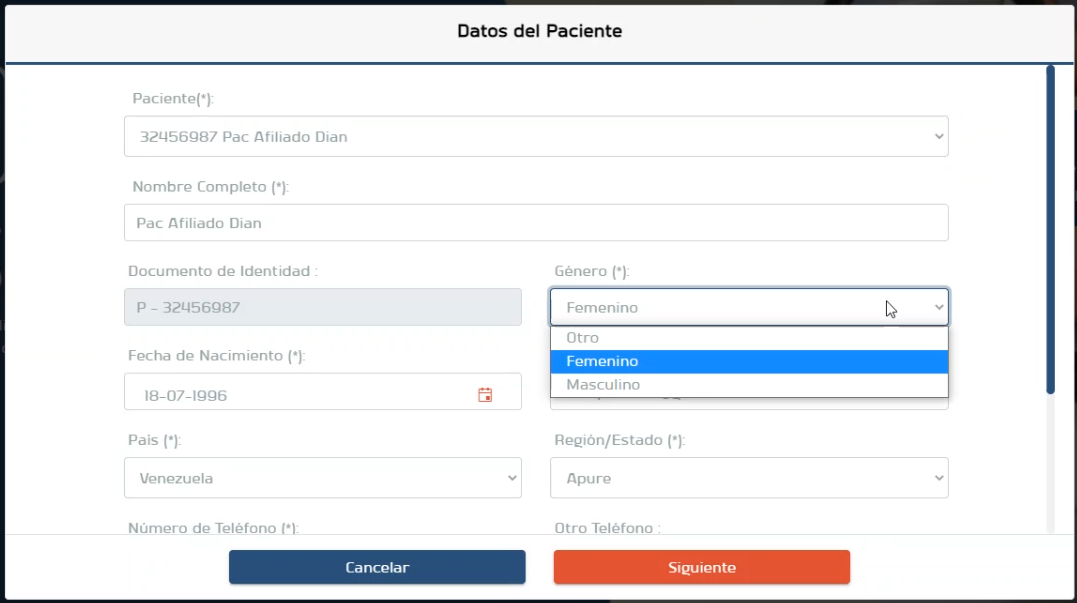 Datos del Paciente
Paciente(*):
32456987 Pac Afiliado Dian
Nombre Completo (*):
Pac Afiliado Dian
Documento de Identidad :
Género (*):
P - 32456987
Femenino
Otro
Femenino
Masculino
Fecha de Nacimiento (*):
18-07-1996
País (*):
Región/Estado (*):
Venezuela
Apure
Número de Teléfono (*):
Otro Teléfono :
Cancelar
Siguiente